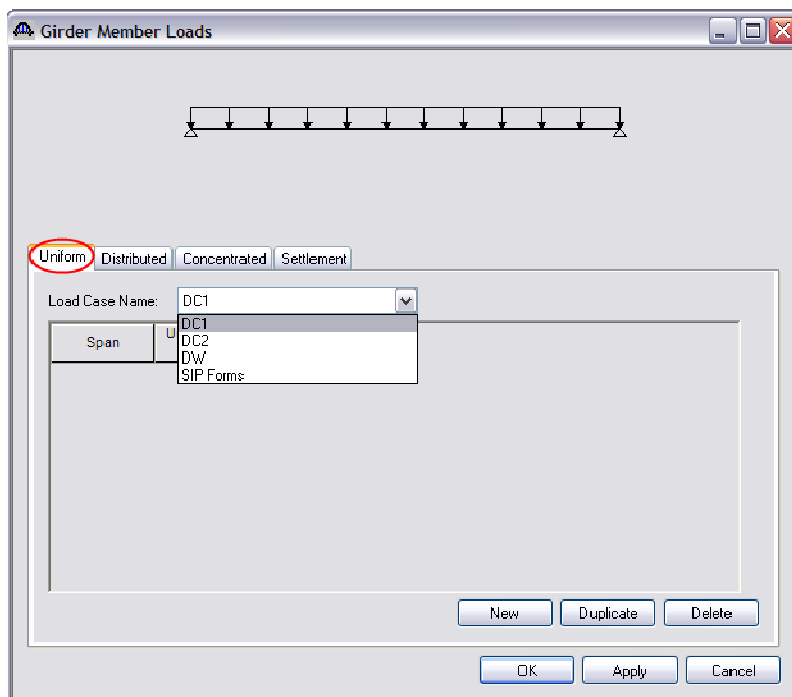 Girder Member Loads
Uniform Distributed Concentrated Settlement
Load Case Name: DC1
DC1
DC2
DW
SIP Forms
Span
New Duplicate Delete
OK Apply Cancel